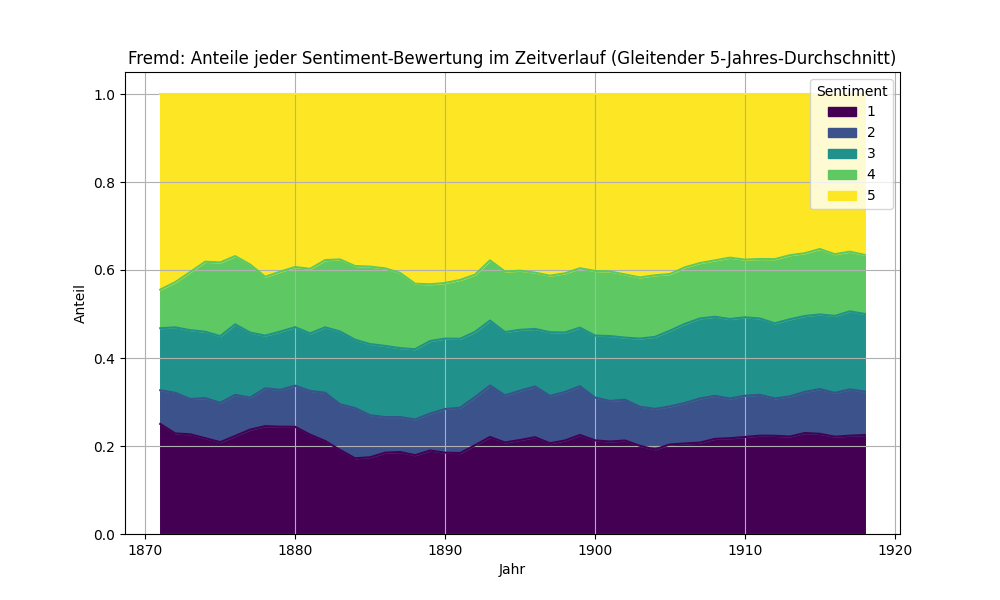 Fremd: Anteile jeder Sentiment-Bewertung im Zeitverlauf (Gleitender 5-Jahres-Durchschnitt)
Sentiment
1
2
3
4
5
Anteil
1.0
0.8
0.6
0.4
0.2
0.0
1870 1880 1890 1900 1910 1920
Jahr